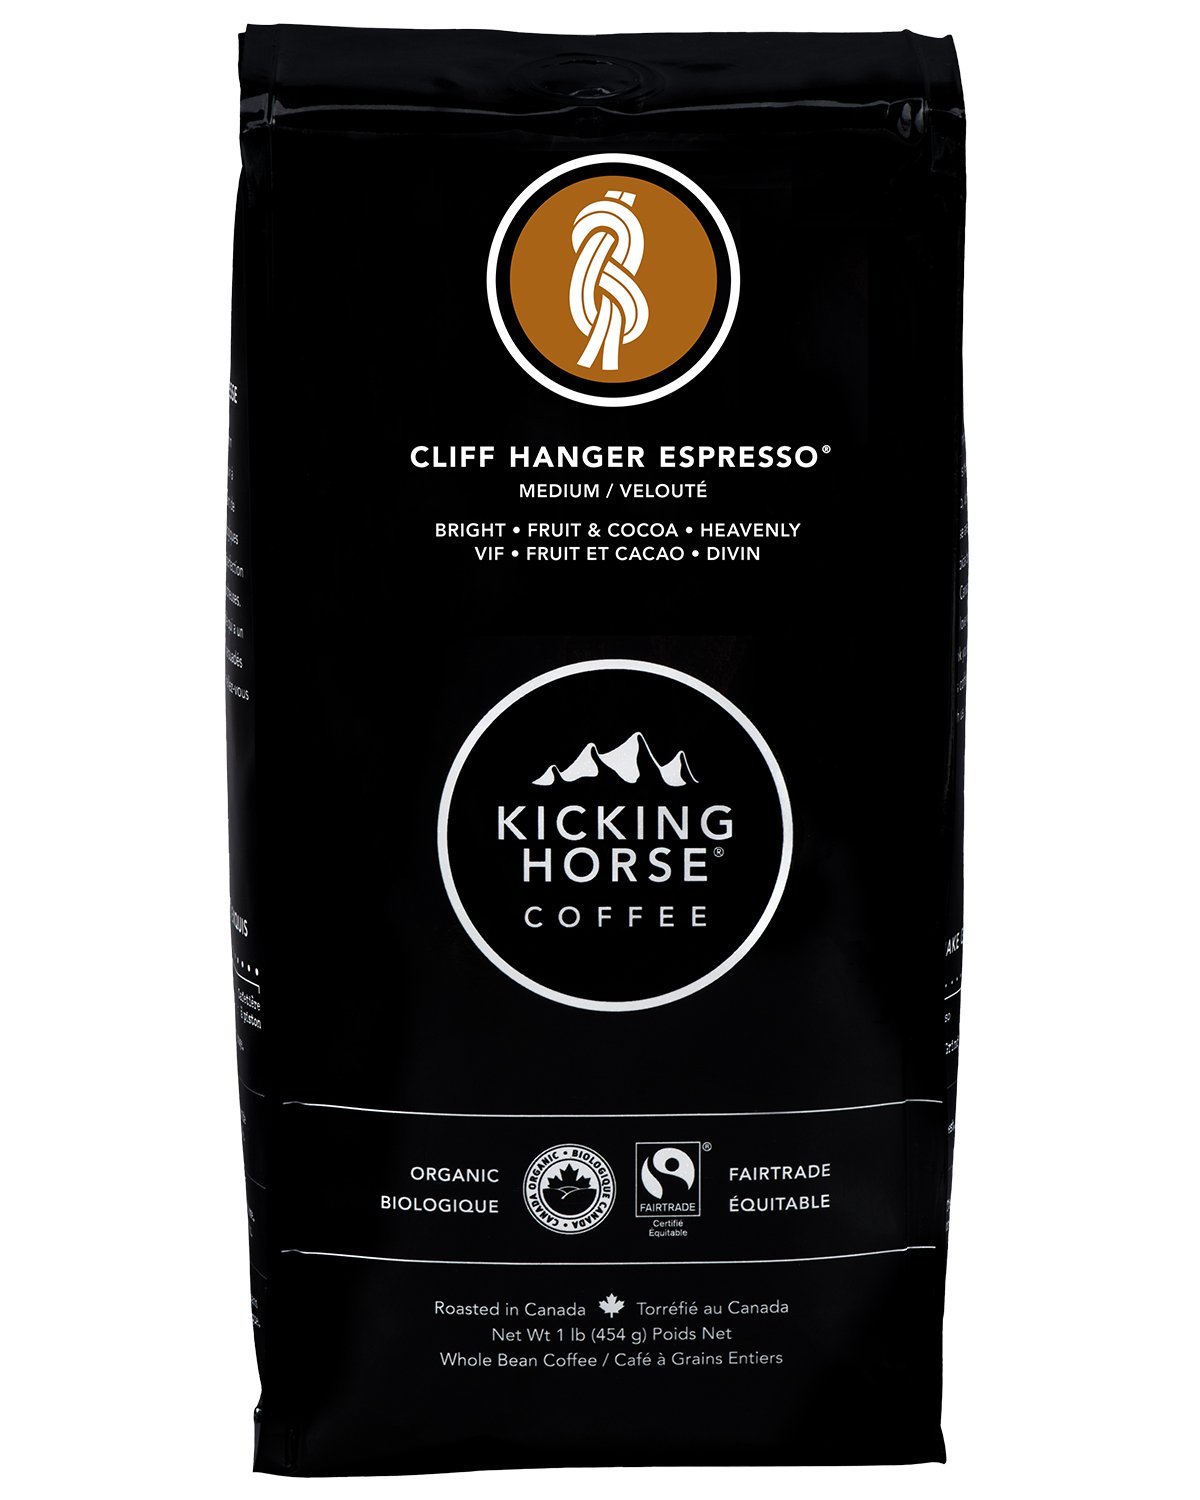 CLIFF HANGER ESPRESSO®
MEDIUM / VELOUTÉ
BRIGHT • FRUIT & COCOA • HEAVENLY
VIF • FRUIT ET CACAO • DIVIN
KICKING
HORSE®
COFFEE
ORGANIC
BIOLOGIQUE
CANADA ORGANIC • BIOLOGIQUE CANADA •
FAIRTRADE
®
Certifié
Équitable
FAIRTRADE
ÉQUITABLE
Roasted in Canada Torréfié au Canada
Net Wt 1 lb (454 g) Poids Net
Whole Bean Coffee / Café à Grains Entiers
Cafetière
à piston